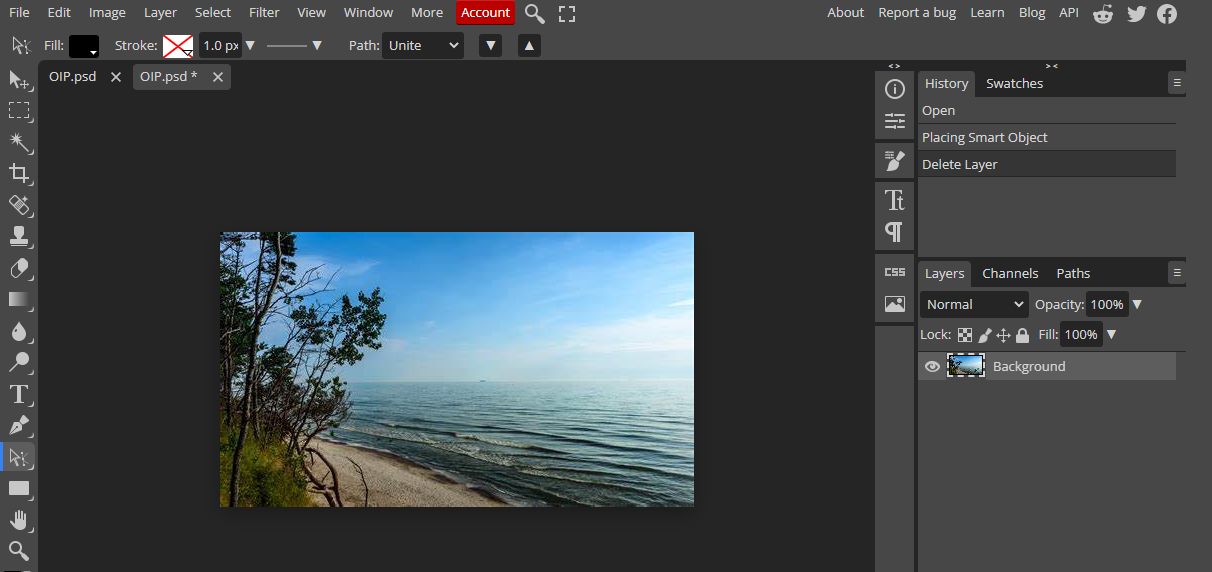 File Edit Image Layer Select Filter View Window More Account About Report a bug Learn Blog API
Fill: Stroke: 1.0 px Path: Unite ▼ ▲
OIP.psd OIP.psd *
< > > <
History Swatches
Open
Placing Smart Object
Delete Layer
Tt
CSS
Layers Channels Paths
Normal Opacity: 100%
Lock: Fill: 100%
Background
T